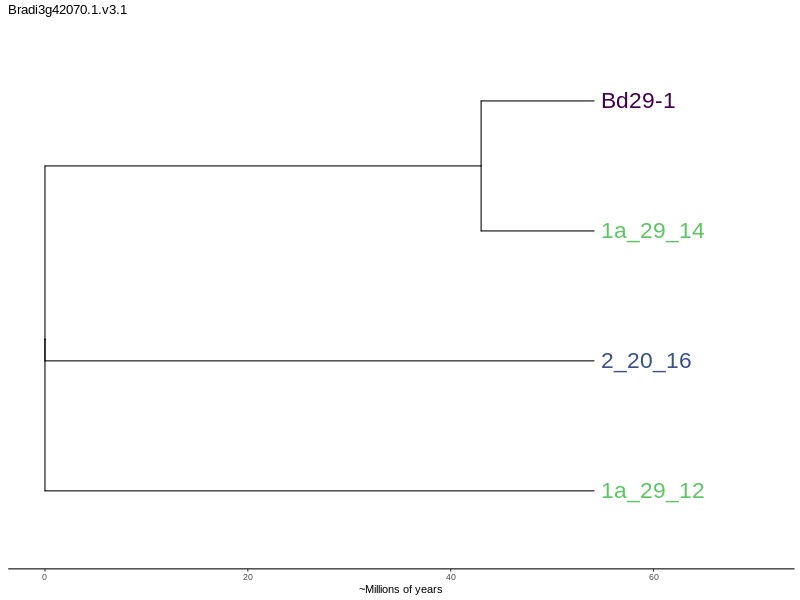 Bradi3g42070.1.v3.1
Bd29-1
1a_29_14
2_20_16
1a_29_12
0 20 40 60
~Millions of years